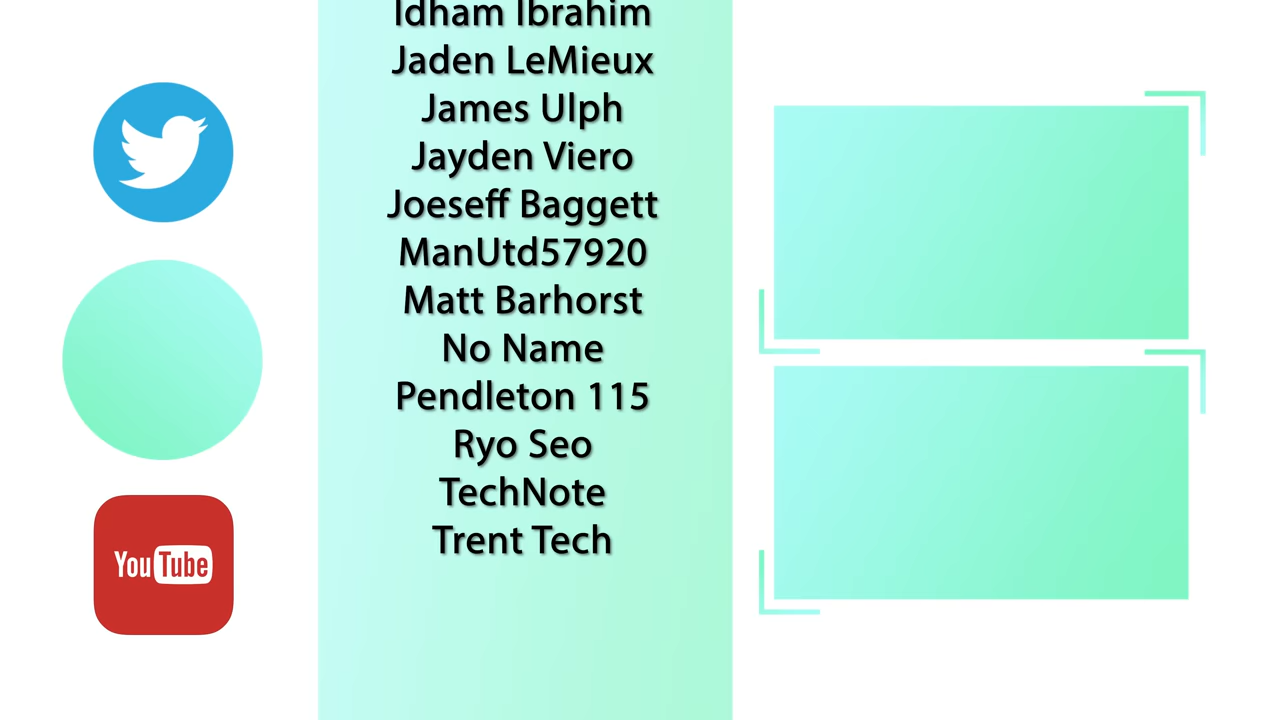 Idham Ibrahim
Jaden LeMieux
James Ulph
Jayden Viero
Joeseff Baggett
ManUtd57920
Matt Barhorst
No Name
Pendleton 115
Ryo Seo
TechNote
Trent Tech
YouTube